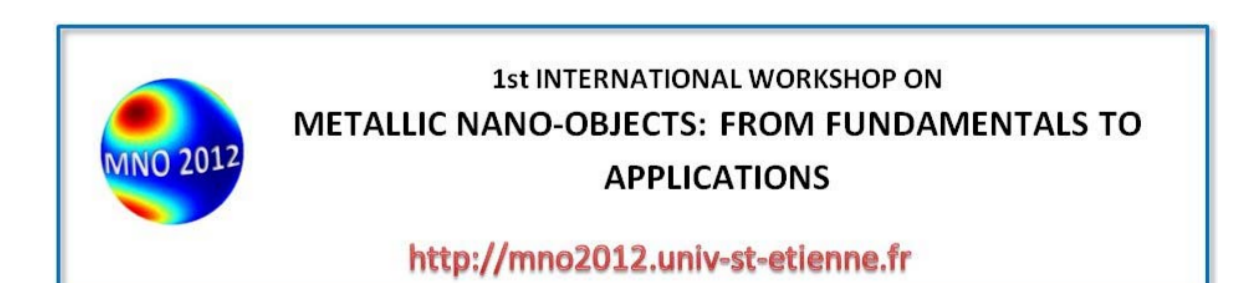 MNO 2012
1st INTERNATIONAL WORKSHOP ON
METALLIC NANO-OBJECTS: FROM FUNDAMENTALS TO
APPLICATIONS
http://mno2012.univ-st-etienne.fr